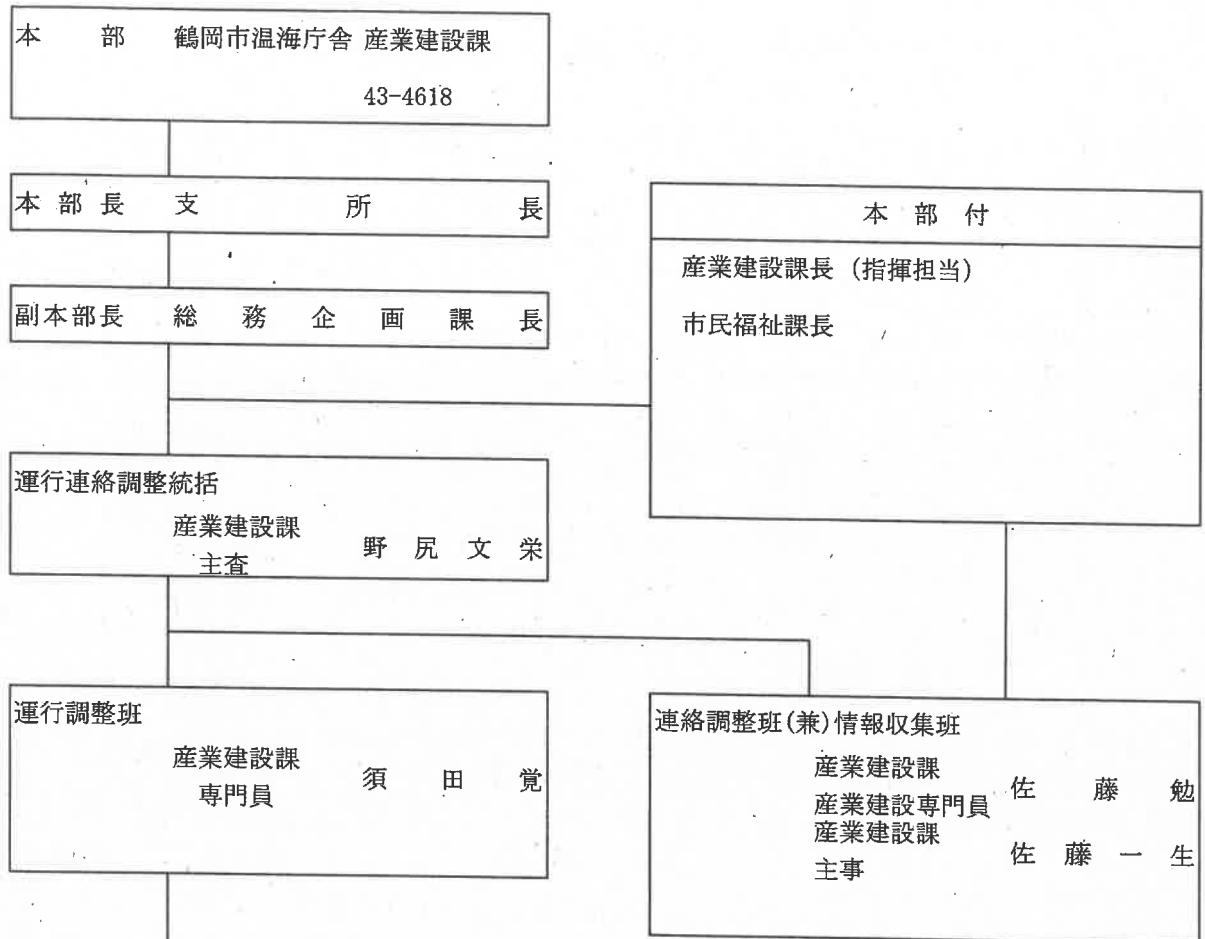 本 部 鶴岡市温海庁舎 産業建設課
43-4618
本部長 支所長
副本部長 総務企画課長
本部付
産業建設課長 (指揮担当)
市民福祉課長
運行連絡調整統括
産業建設課
主査 野尻文栄
運行調整班
産業建設課
専門員 須田覚
連絡調整班(兼)情報収集班
産業建設課
産業建設専門員 佐藤勉
産業建設課
主事 佐藤一生